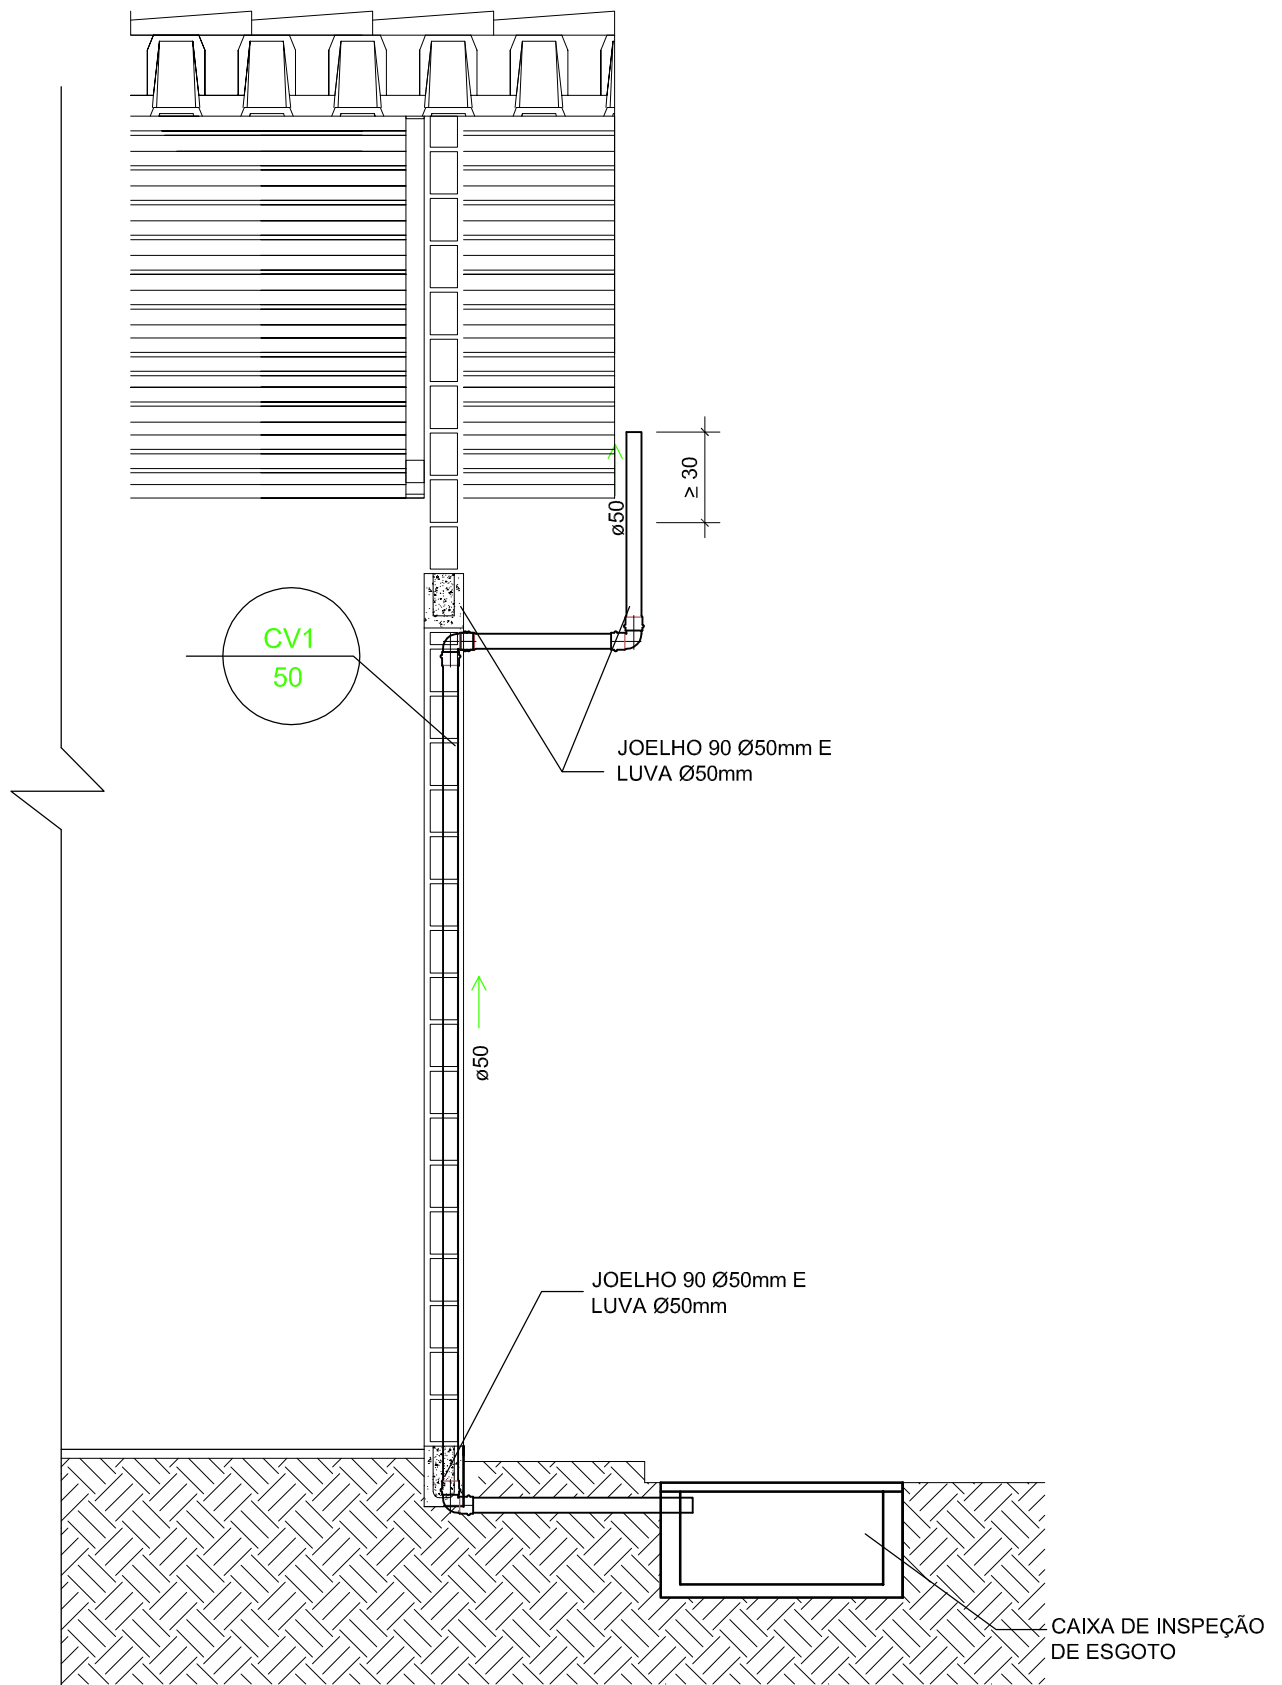 ≥ 30
ø50
CV1
50
JOELHO 90 Ø50mm E
LUVA Ø50mm
ø50
JOELHO 90 Ø50mm E
LUVA Ø50mm
CAIXA DE INSPEÇÃO
DE ESGOTO